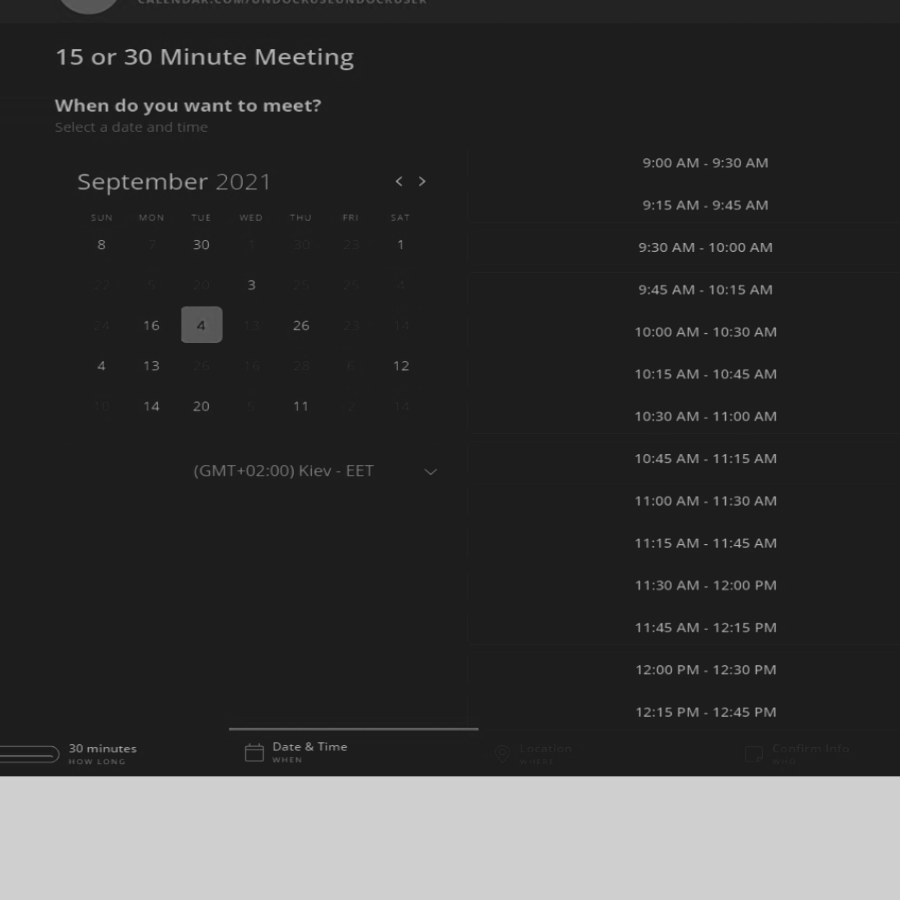 15 or 30 Minute Meeting
When do you want to meet?
Select a date and time
September 2021
< >
SUN MON TUE WED THU FRI SAT
8 7 30 1 30 23 1
22 20 3 25 25 4
24 16 4 13 26 23 14
4 13 26 16 28 6 12
10 14 20 11 2 14
(GMT+02:00) Kiev - EET
9:00 AM - 9:30 AM
9:15 AM - 9:45 AM
9:30 AM - 10:00 AM
9:45 AM - 10:15 AM
10:00 AM - 10:30 AM
10:15 AM - 10:45 AM
10:30 AM - 11:00 AM
10:45 AM - 11:15 AM
11:00 AM - 11:30 AM
11:15 AM - 11:45 AM
11:30 AM - 12:00 PM
11:45 AM - 12:15 PM
12:00 PM - 12:30 PM
12:15 PM - 12:45 PM
30 minutes
HOW LONG
Date & Time
WHEN
Location
WHERE
Confirm Info